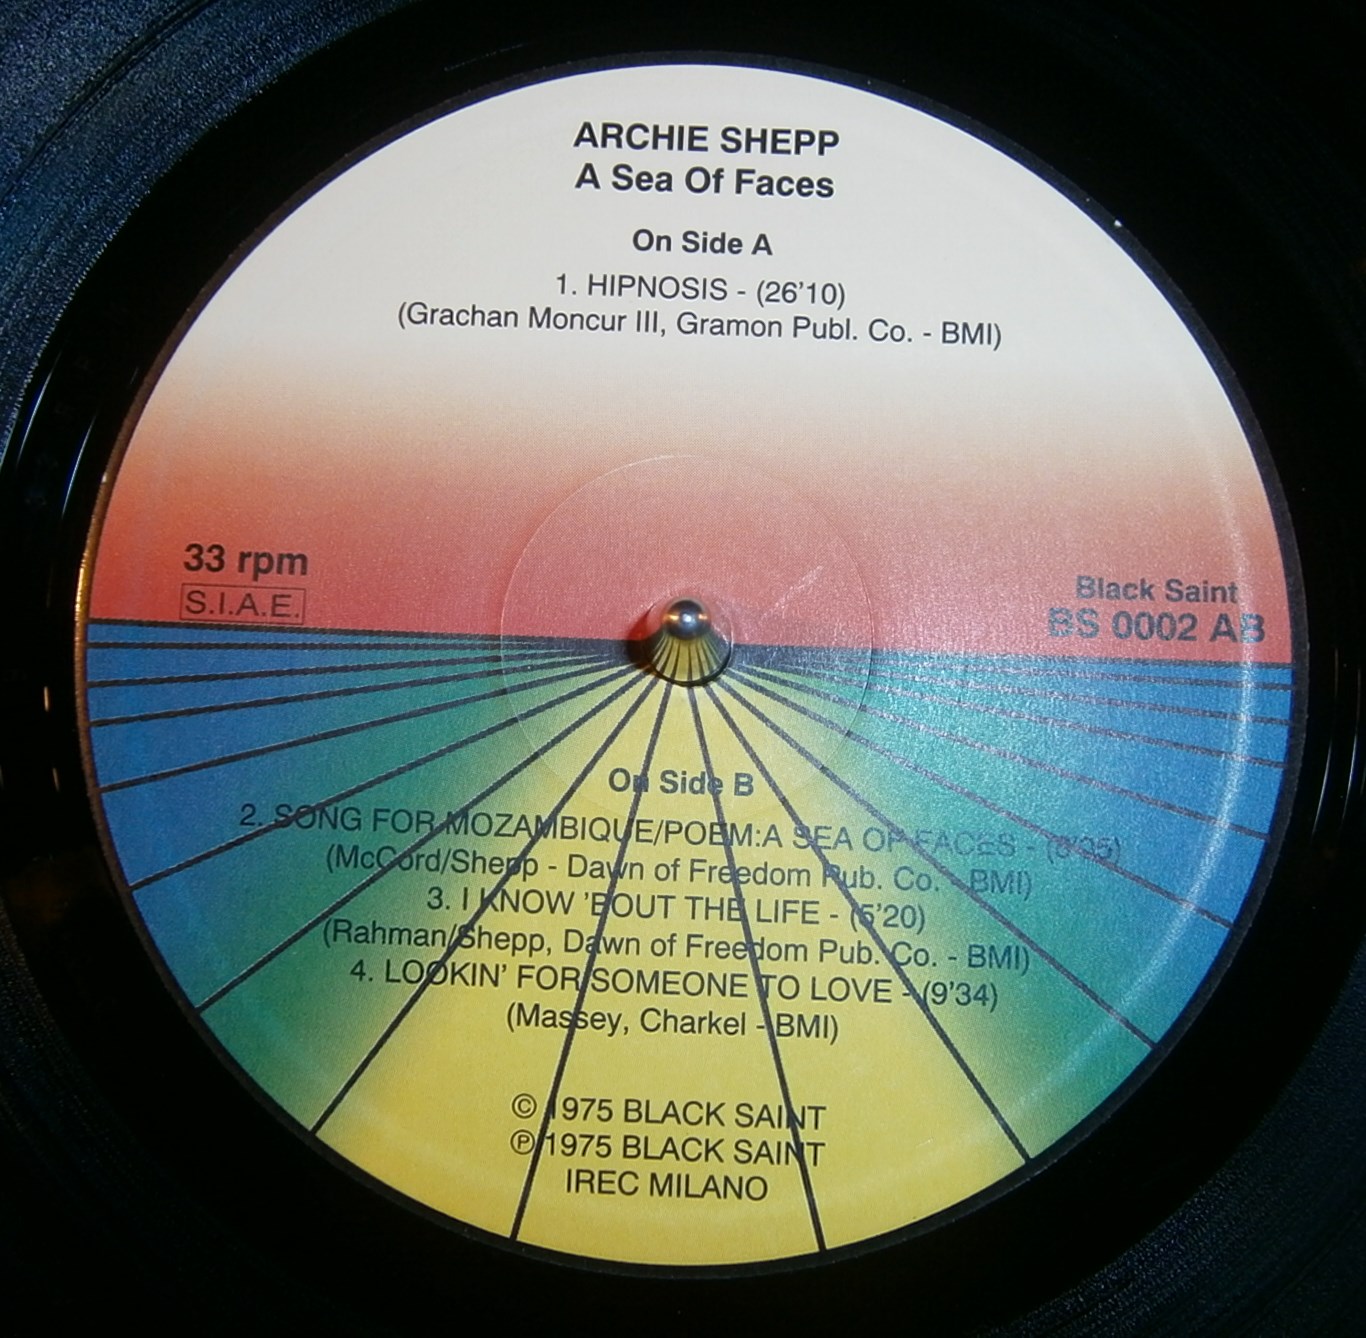 ARCHIE SHEPP
A Sea Of Faces
On Side A
1. HIPNOSIS - (26'10)
(Grachan Moncur III, Gramon Publ. Co. - BMI)
33 rpm
S.I.A.E.
Black Saint
BS 0002 AB
On Side B
2. SONG FOR MOZAMBIQUE/POEM:A SEA OF FACES -
(McCord/Shepp - Dawn of Freedom Pub. Co. - BMI)
3. I KNOW 'BOUT THE LIFE - (5'20)
(Rahman/Shepp, Dawn of Freedom Pub. Co. - BMI)
4. LOOKIN' FOR SOMEONE TO LOVE - (9'34)
(Massey, Charkel - BMI)
© 1975 BLACK SAINT
℗ 1975 BLACK SAINT
IREC MILANO